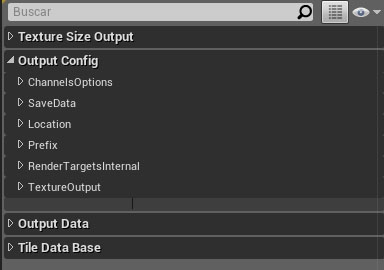 Buscar
Texture Size Output
Output Config
ChannelsOptions
SaveData
Location
Prefix
RenderTargetsInternal
TextureOutput
Output Data
Tile Data Base